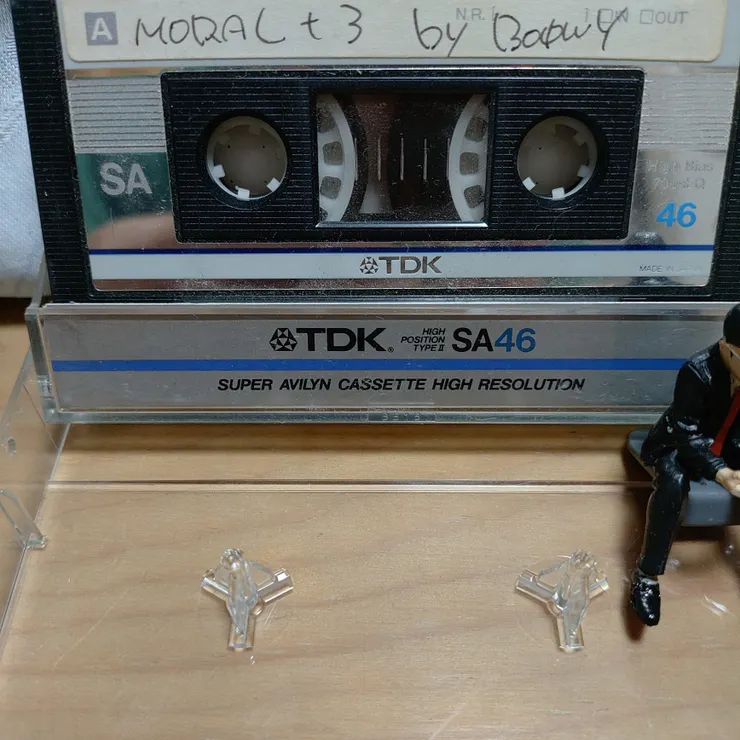 A MORAL + 3 by Boøwy
N.R. □IN □OUT
SA
High Bias
46
TDK
MADE IN JAPAN
TDK® HIGH POSITION TYPE II SA46
SUPER AVILYN CASSETTE HIGH RESOLUTION